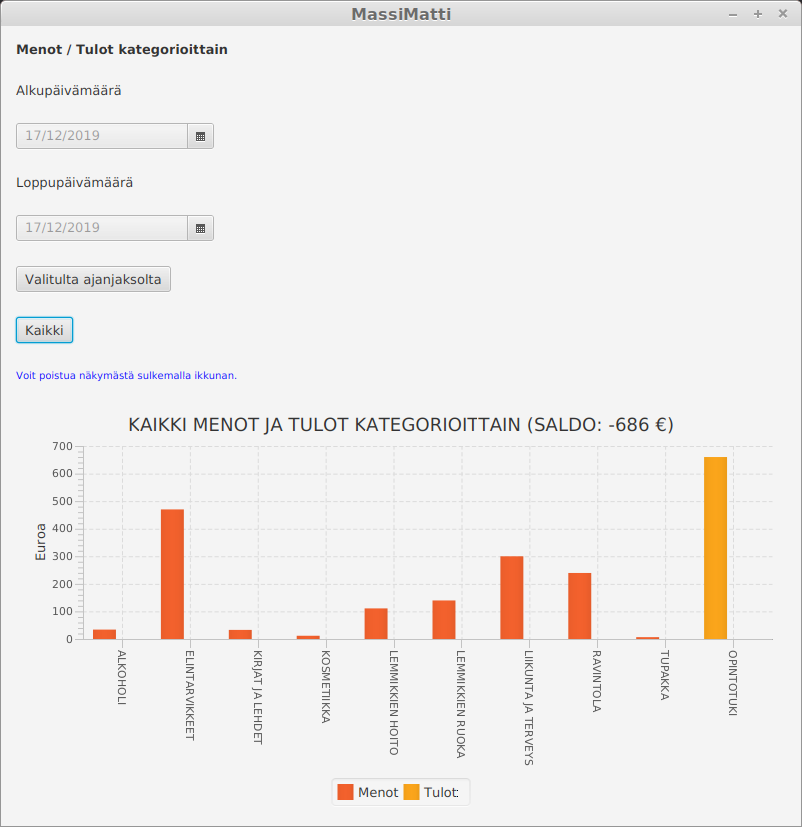 MassiMatti
Menot / Tulot kategorioittain
Alkupäivämäärä
17/12/2019
Loppupäivämäärä
17/12/2019
Valitulta ajanjaksolta
Kaikki
Voit poistua näkymästä sulkemalla ikkunan.
KAIKKI MENOT JA TULOT KATEGORIOITTAIN (SALDO: -686 €)
Euroa
700
600
500
400
300
200
100
0
ALKOHOLI
ELINTARVIKKEET
KIRJAT JA LEHDET
KOSMETIIKKA
LEMMIKKIEN HOITO
LEMMIKKIEN RUOKA
LIIKUNTA JA TERVEYS
RAVINTOLA
TUPAKKA
OPINTOTUKI
Menot Tulot: